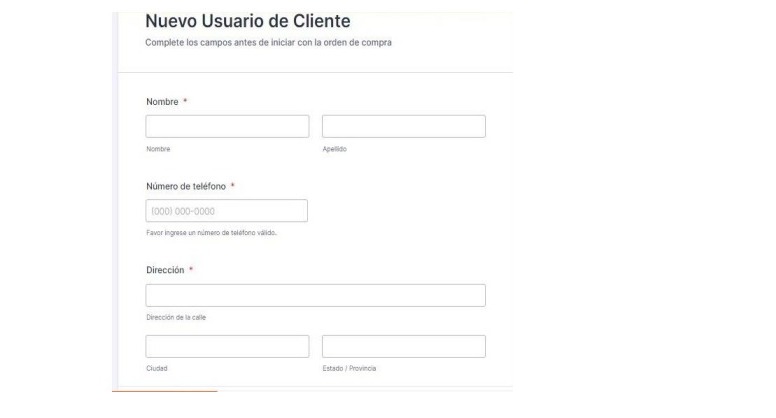 Nuevo Usuario de Cliente
Complete los campos antes de iniciar con la orden de compra
Nombre *
Nombre
Apellido
Número de teléfono *
(000) 000-0000
Favor ingrese un número de teléfono válido.
Dirección *
Dirección de la calle
Ciudad
Estado / Provincia